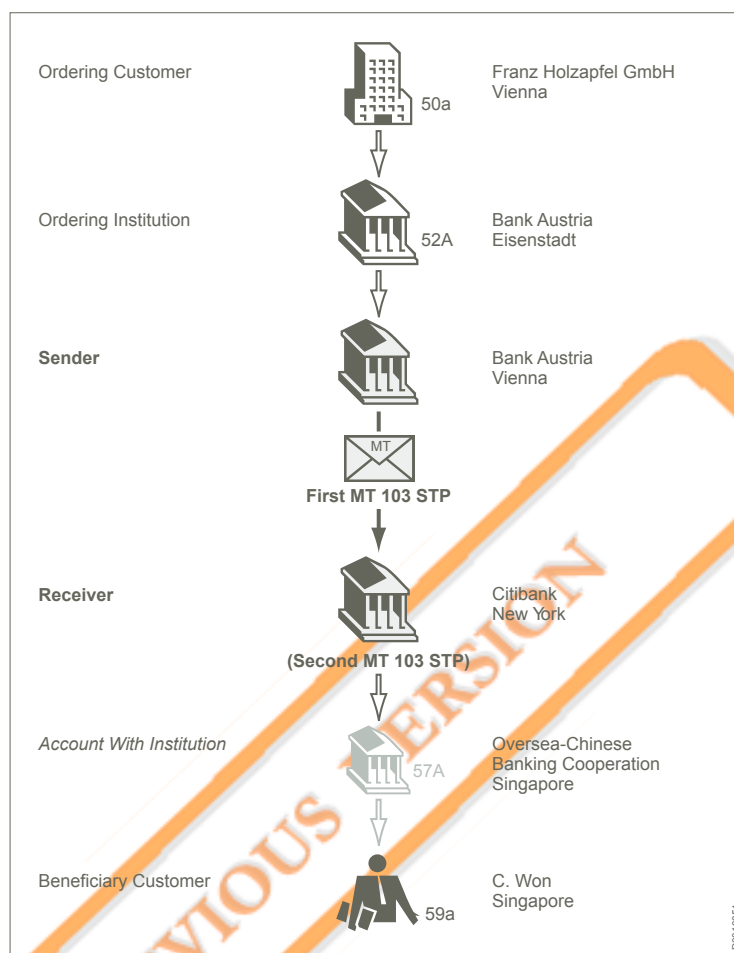 Ordering Customer
50a
Franz Holzapfel GmbH
Vienna
Ordering Institution
52A
Bank Austria
Eisenstadt
Sender
Bank Austria
Vienna
MT
First MT 103 STP
Receiver
Citibank
New York
(Second MT 103 STP)
Account With Institution
57A
Oversea-Chinese
Banking Cooperation
Singapore
Beneficiary Customer
59a
C. Won
Singapore
VERSION